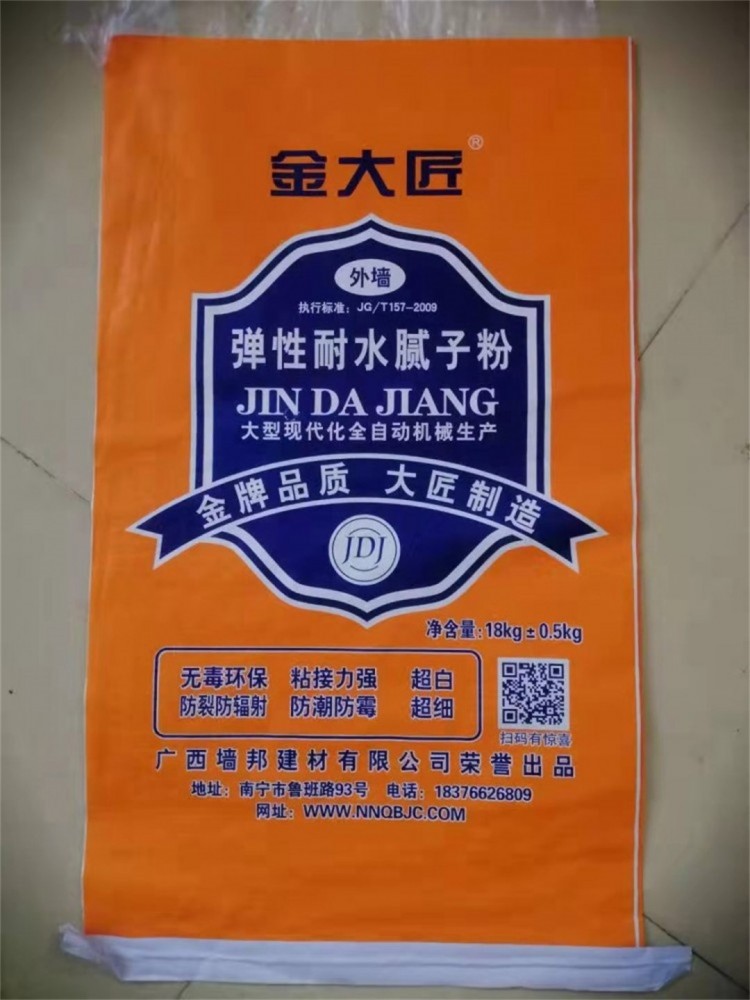 金大匠®
外墙
执行标准：JG/T157-2009
弹性耐水腻子粉
JIN DA JIANG
大型现代化全自动机械生产
金牌品质 大匠制造
JDJ
净含量：18kg±0.5kg
无毒环保 粘接力强 超白
防裂防辐射 防潮防霉 超细
扫码有惊喜
广西墙邦建材有限公司荣誉出品
地址：南宁市鲁班路93号 电话：18376626809
网址：WWW.NNQBJC.COM